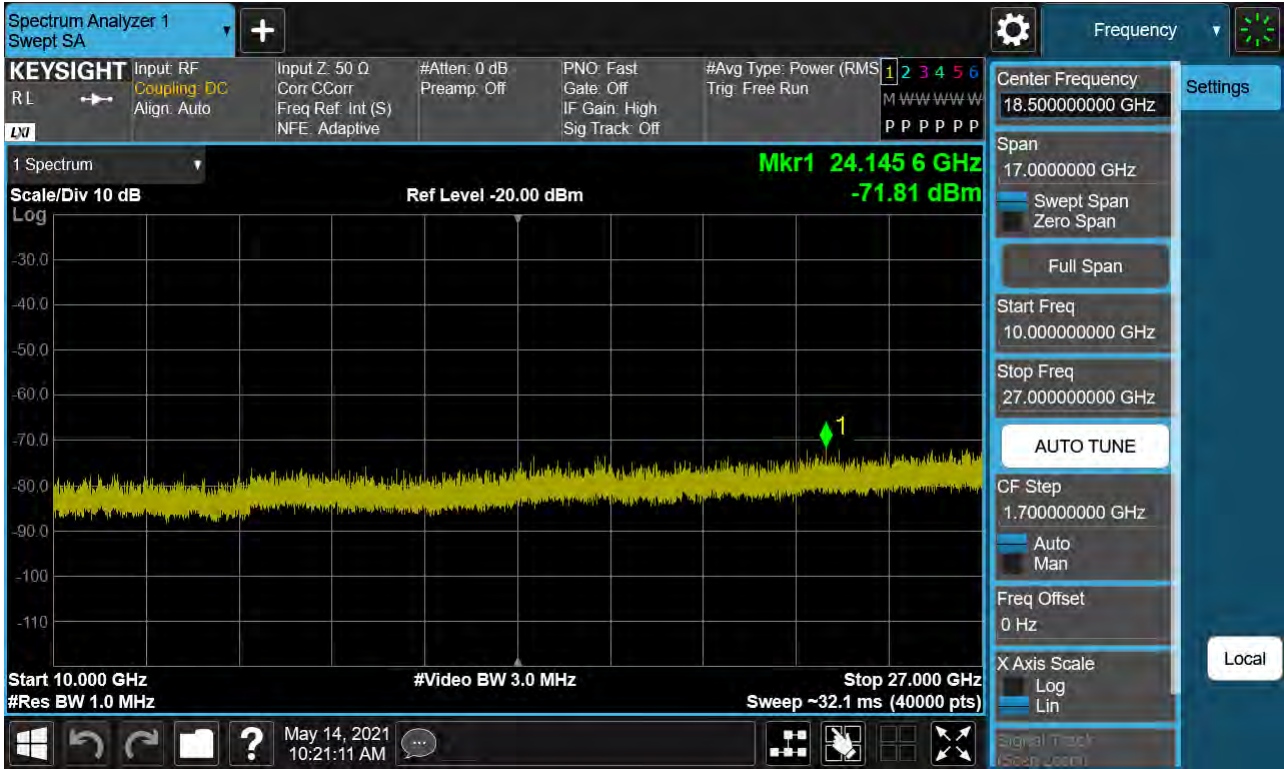 Spectrum Analyzer 1
Swept SA
+
Frequency
KEYSIGHT
R L
LXI
Input: RF
Coupling: DC
Align: Auto
Input Z: 50 Ω
Corr CCorr
Freq Ref: Int (S)
NFE: Adaptive
#Atten: 0 dB
Preamp: Off
PNO: Fast
Gate: Off
IF Gain: High
Sig Track: Off
#Avg Type: Power (RMS
Trig: Free Run
1 2 3 4 5 6
M W W W W W
P P P P P P
1 Spectrum
Mkr1 24.145 6 GHz
Scale/Div 10 dB
Ref Level -20.00 dBm
-71.81 dBm
Log
-30.0
-40.0
-50.0
-60.0
-70.0
-80.0
-90.0
-100
-110
1
Start 10.000 GHz
#Video BW 3.0 MHz
Stop 27.000 GHz
#Res BW 1.0 MHz
Sweep ~32.1 ms (40000 pts)
Center Frequency
18.500000000 GHz
Span
17.0000000 GHz
Swept Span
Zero Span
Full Span
Start Freq
10.000000000 GHz
Stop Freq
27.000000000 GHz
AUTO TUNE
CF Step
1.700000000 GHz
Auto
Man
Freq Offset
0 Hz
X Axis Scale
Log
Lin
Signal Track
(Span Zoom)
Settings
Local
?
May 14, 2021
10:21:11 AM